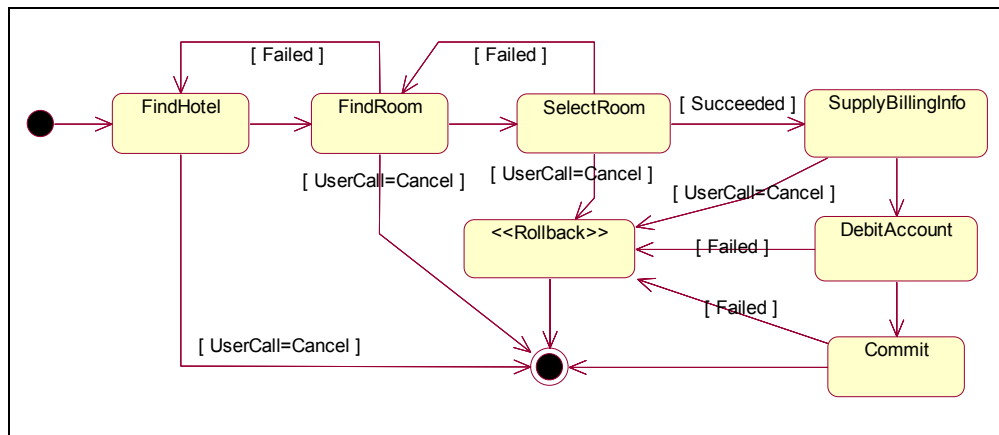 [ Failed ]
[ Failed ]
FindHotel
FindRoom
SelectRoom
[ Succeeded ]
SupplyBillingInfo
[ UserCall=Cancel ]
[ UserCall=Cancel ]
[ UserCall=Cancel ]
<<Rollback>>
[ Failed ]
DebitAccount
[ Failed ]
[ UserCall=Cancel ]
Commit